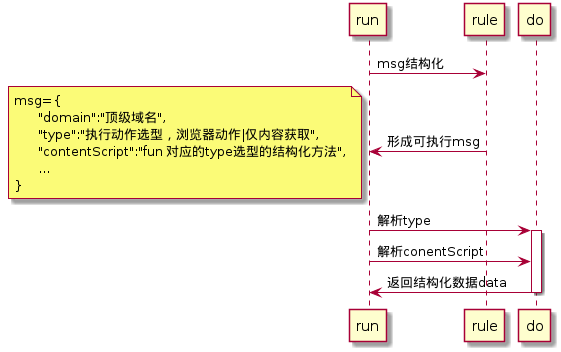 run rule do
msg结构化
msg={
"domain":"顶级域名",
"type":"执行动作选型，浏览器动作|仅内容获取",
"contentScript":"fun 对应的type选型的结构化方法",
...
}
形成可执行msg
解析type
解析conentScript
返回结构化数据data
run rule do